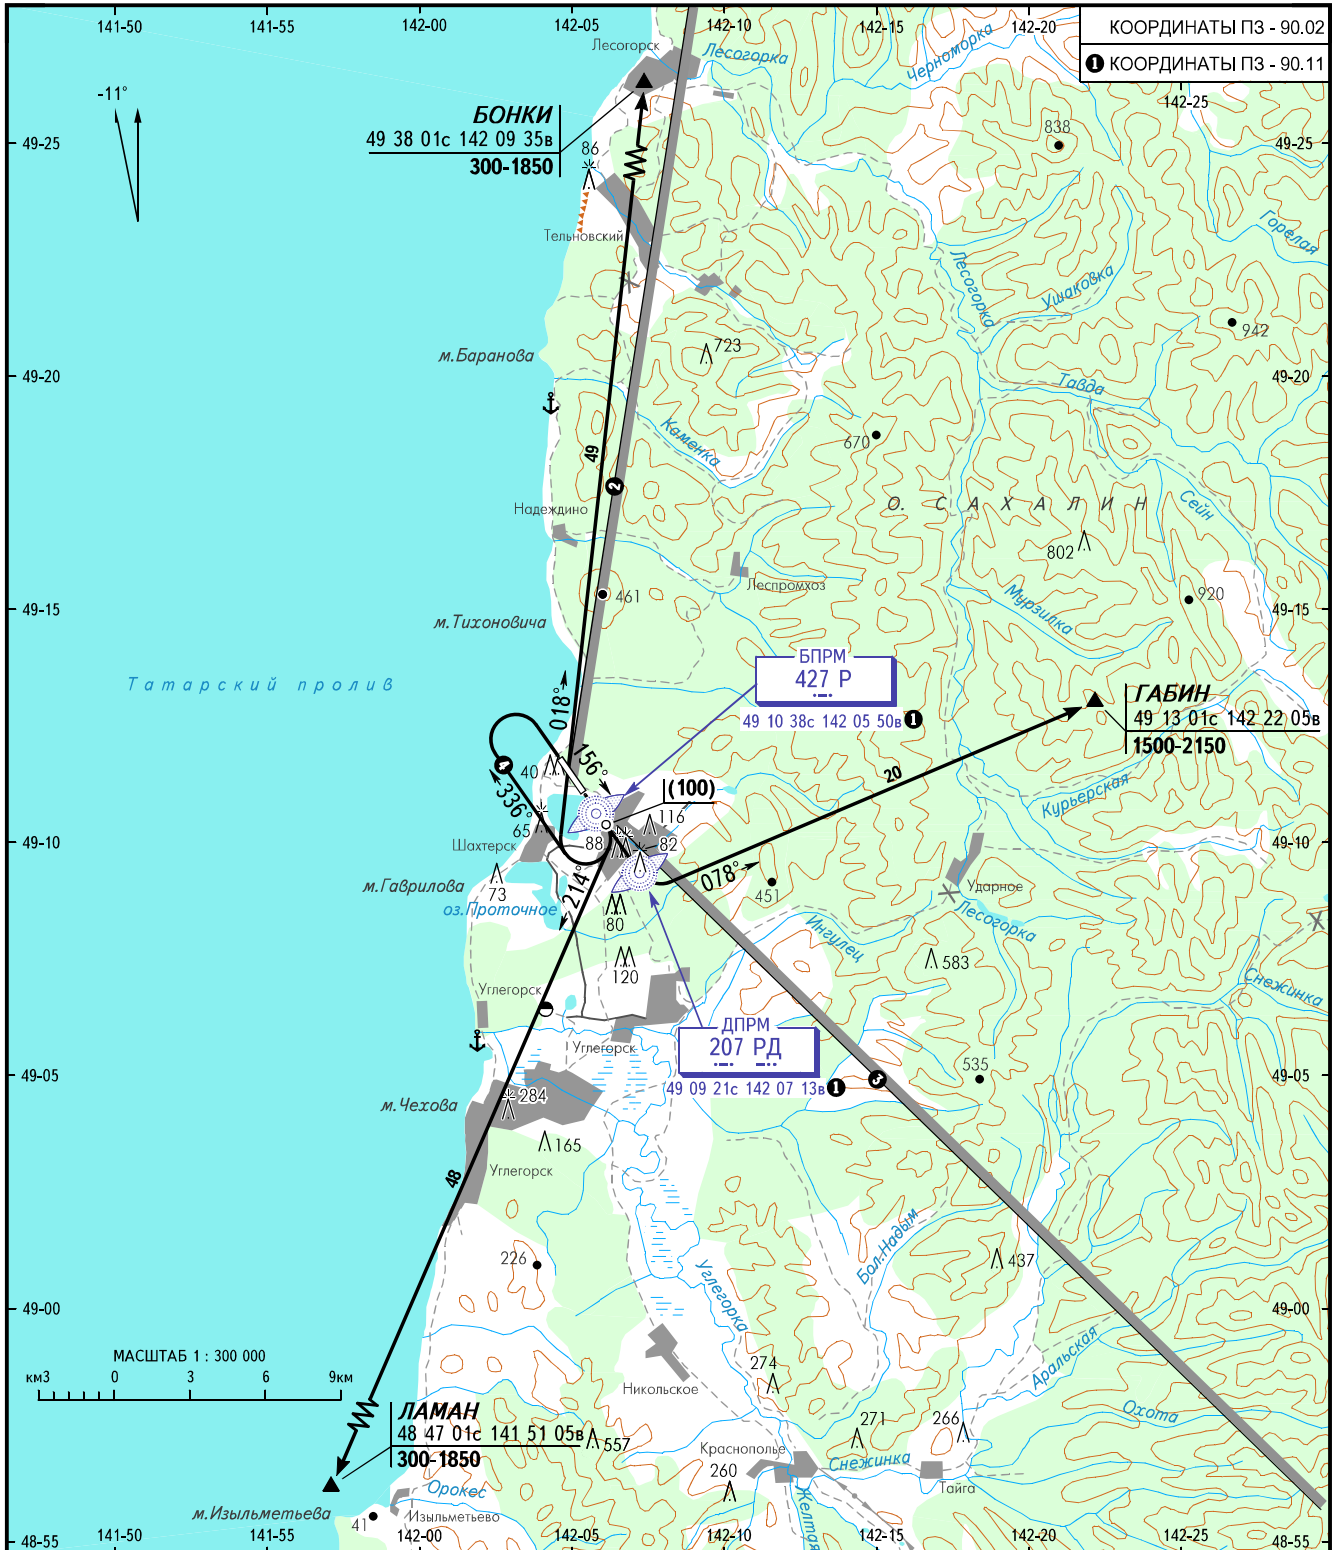 141-50
141-55
142-00
142-05
142-10
142-15
142-20
КООРДИНАТЫ ПЗ - 90.02
1 КООРДИНАТЫ ПЗ - 90.11
142-25
-11°
Лесогорск
Лесогорка
Черноморка
БОНКИ
49 38 01с 142 09 35в
300-1850
86
838
49-25
49-25
Горелая
Тельновский
Лесогорка
Ушаковка
942
м.Баранова
723
49-20
49-20
Тавда
Каменка
670
49
2
Сейн
О. САХАЛИН
Надеждино
802
Леспромхоз
Мурзилка
920
461
49-15
49-15
м.Тихоновича
Татарский пролив
БПРМ
427 Р
49 10 38с 142 05 50в 1
ГАБИН
49 13 01с 142 22 05в
1500-2150
018°
156°
4
336°
40
20
(100)
Курьерская
65
116
88
82
49-10
49-10
Шахтерск
м.Гаврилова
73
214°
078°
451
Ударное
оз.Проточное
80
Ингулец
Лесогорка
120
583
Снежинка
Углегорск
Углегорск
ДПРМ
207 РД
49 09 21с 142 07 13в 1
3
535
49-05
49-05
м.Чехова
284
165
Углегорск
48
226
Углегорка
Бол.Надым
437
49-00
49-00
МАСШТАБ 1 : 300 000
км3 0 3 6 9км
Никольское
274
Аральская
ЛАМАН
48 47 01с 141 51 05в
300-1850
557
271
266
Охота
Краснополье
260
Снежинка
Тайга
Желтая
Орокес
м.Изыльметьева
41
Изыльметьево
48-55
141-50
141-55
142-00
142-05
142-10
142-15
142-20
142-25
48-55